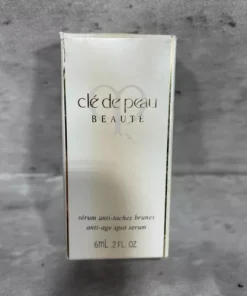 clé de peau
BEAUTÉ
sérum anti-taches brunes
anti-age spot serum
6mL .2 FL. OZ